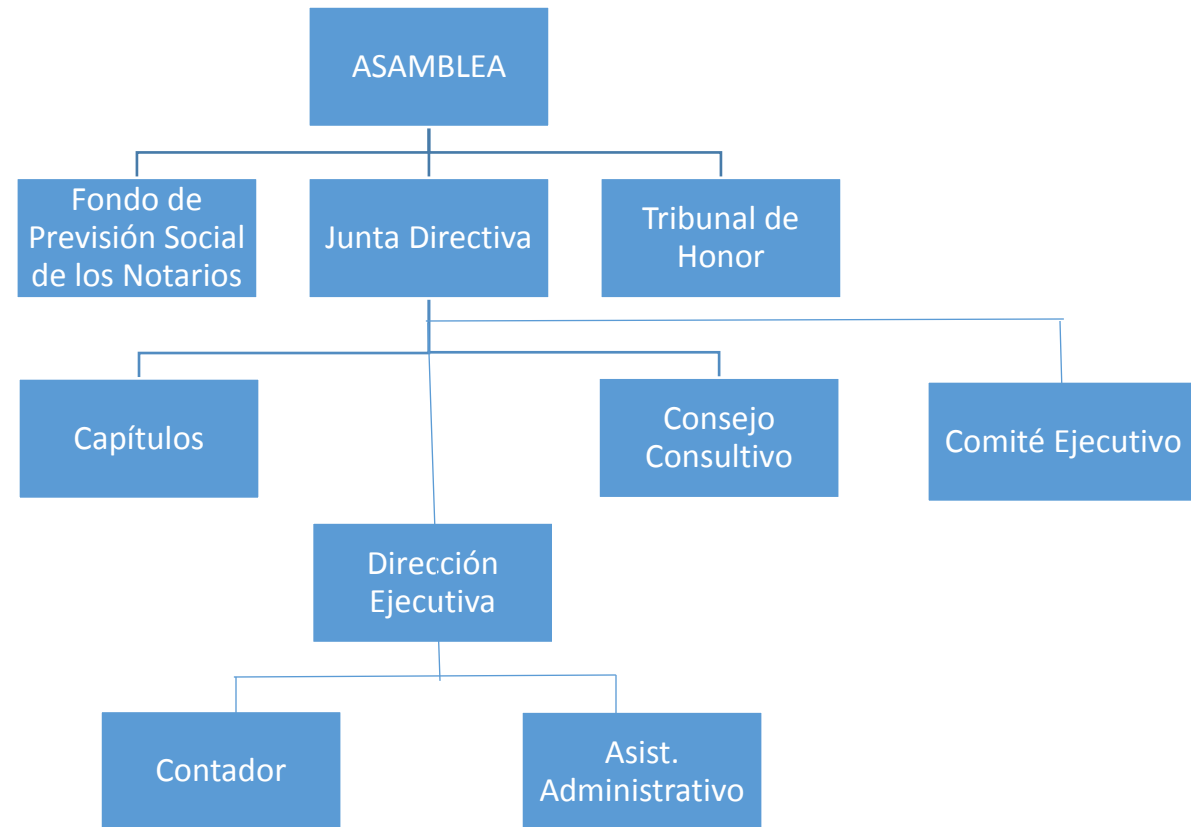 ASAMBLEA
Fondo de
Previsión Social
de los Notarios
Junta Directiva
Tribunal de
Honor
Capítulos
Consejo
Consultivo
Comité Ejecutivo
Dirección
Ejecutiva
Contador
Asist.
Administrativo